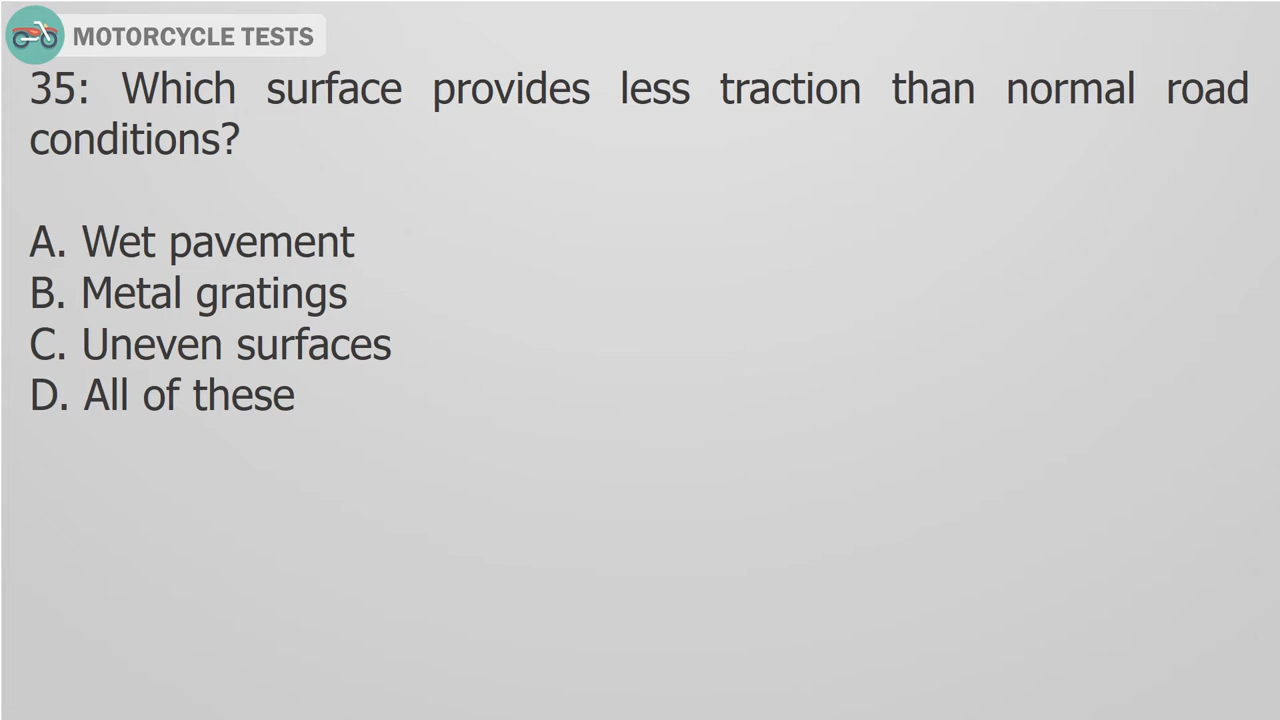 MOTORCYCLE TESTS
35: Which surface provides less traction than normal road
conditions?
A. Wet pavement
B. Metal gratings
C. Uneven surfaces
D. All of these